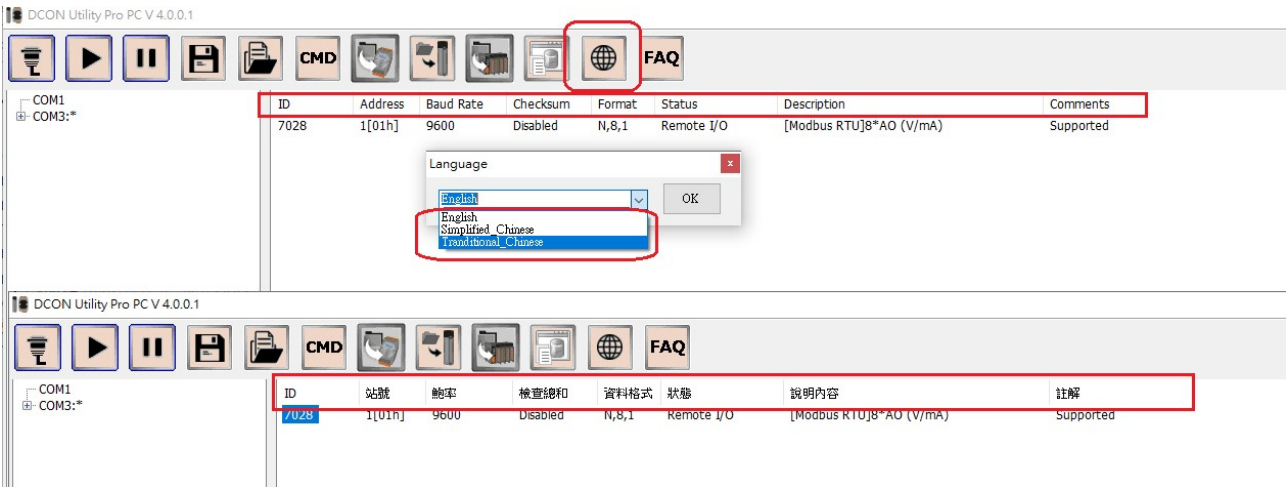 DCON Utility Pro PC V 4.0.0.1
CMD FAQ
COM1
COM3:*
ID Address Baud Rate Checksum Format Status Description Comments
7028 1[01h] 9600 Disabled N,8,1 Remote I/O [Modbus RTU]8*AO (V/mA) Supported
Language x
English OK
English
Simplified_Chinese
Tranditional_Chinese
DCON Utility Pro PC V 4.0.0.1
CMD FAQ
COM1
COM3:*
ID 站號 鮑率 檢查總和 資料格式 狀態 說明內容 註解
7028 1[01h] 9600 Disabled N,8,1 Remote I/O [Modbus RTU]8*AO (V/mA) Supported